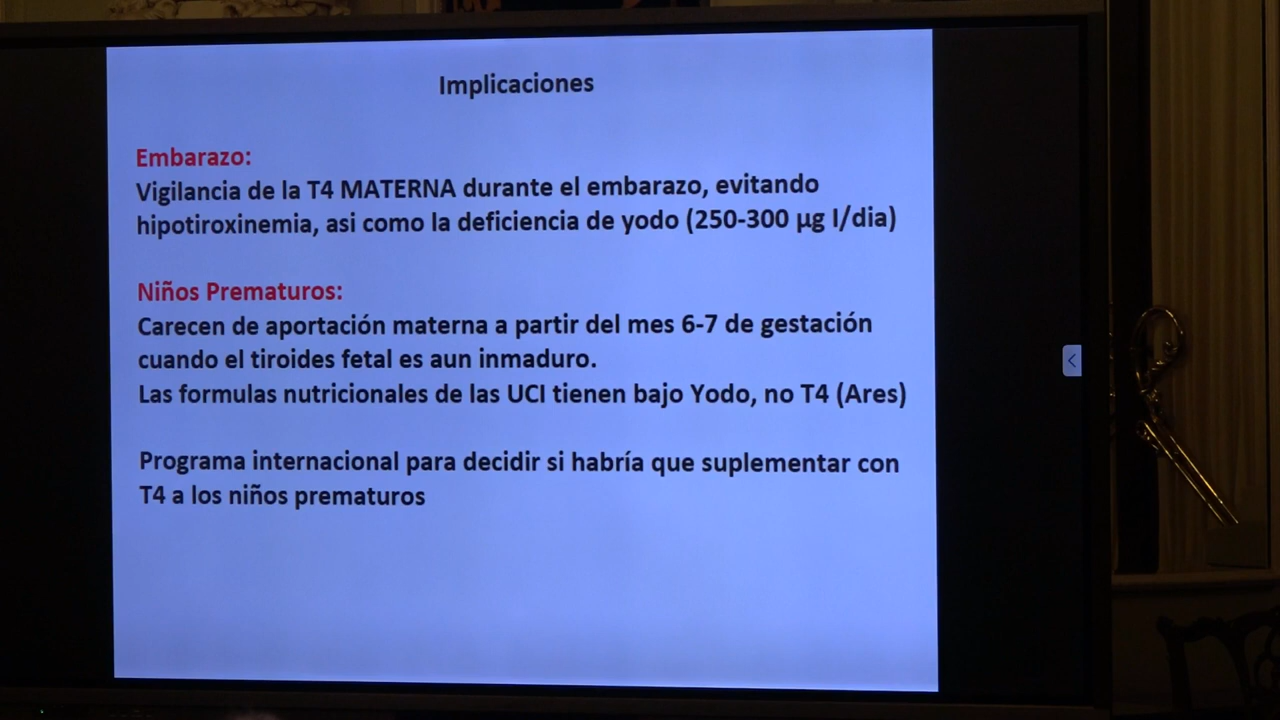 Implicaciones
Embarazo:
Vigilancia de la T4 MATERNA durante el embarazo, evitando
hipotiroxinemia, asi como la deficiencia de yodo (250-300 µg I/dia)
Niños Prematuros:
Carecen de aportación materna a partir del mes 6-7 de gestación
cuando el tiroides fetal es aun inmaduro.
Las formulas nutricionales de las UCI tienen bajo Yodo, no T4 (Ares)
Programa internacional para decidir si habría que suplementar con
T4 a los niños prematuros